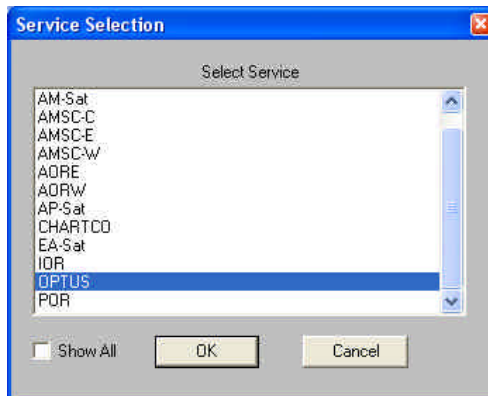 Service Selection
Select Service
AM-Sat
AMSC-C
AMSC-E
AMSC-W
AORE
AORW
AP-Sat
CHARTCO
EA-Sat
IOR
OPTUS
POR
Show All
OK
Cancel